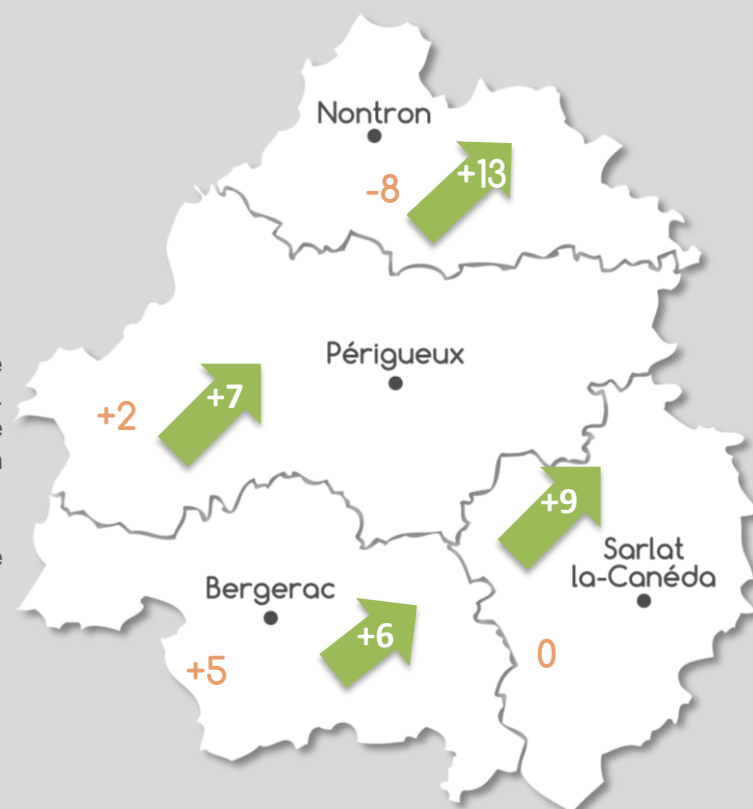 Nontron
-8
+13
Périgueux
+2
+7
+9
Sarlat
la-Canéda
Bergerac
+6
+5
0